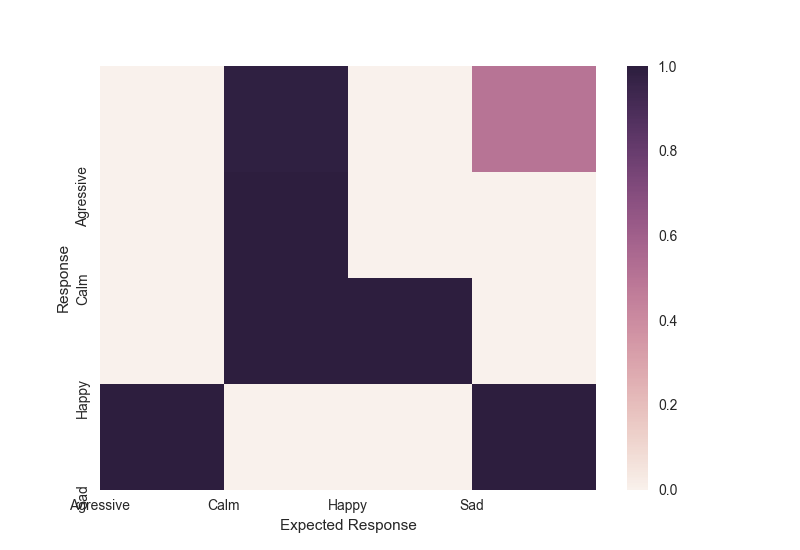 Response
Agressive
Calm
Happy
Sad
Agressive Calm Happy Sad
Expected Response
1.0
0.8
0.6
0.4
0.2
0.0